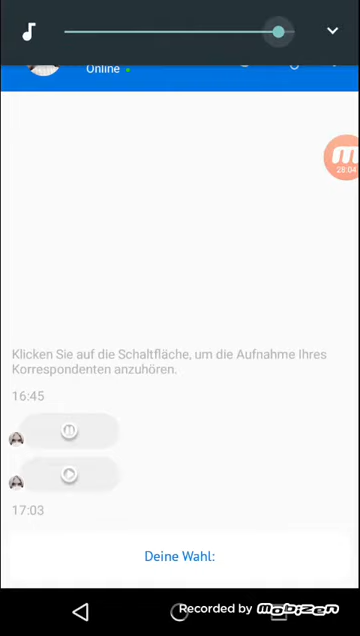 Online
28:04
Klicken Sie auf die Schaltfläche, um die Aufnahme Ihres
Korrespondenten anzuhören.
16:45
17:03
Deine Wahl:
Recorded by mobizen